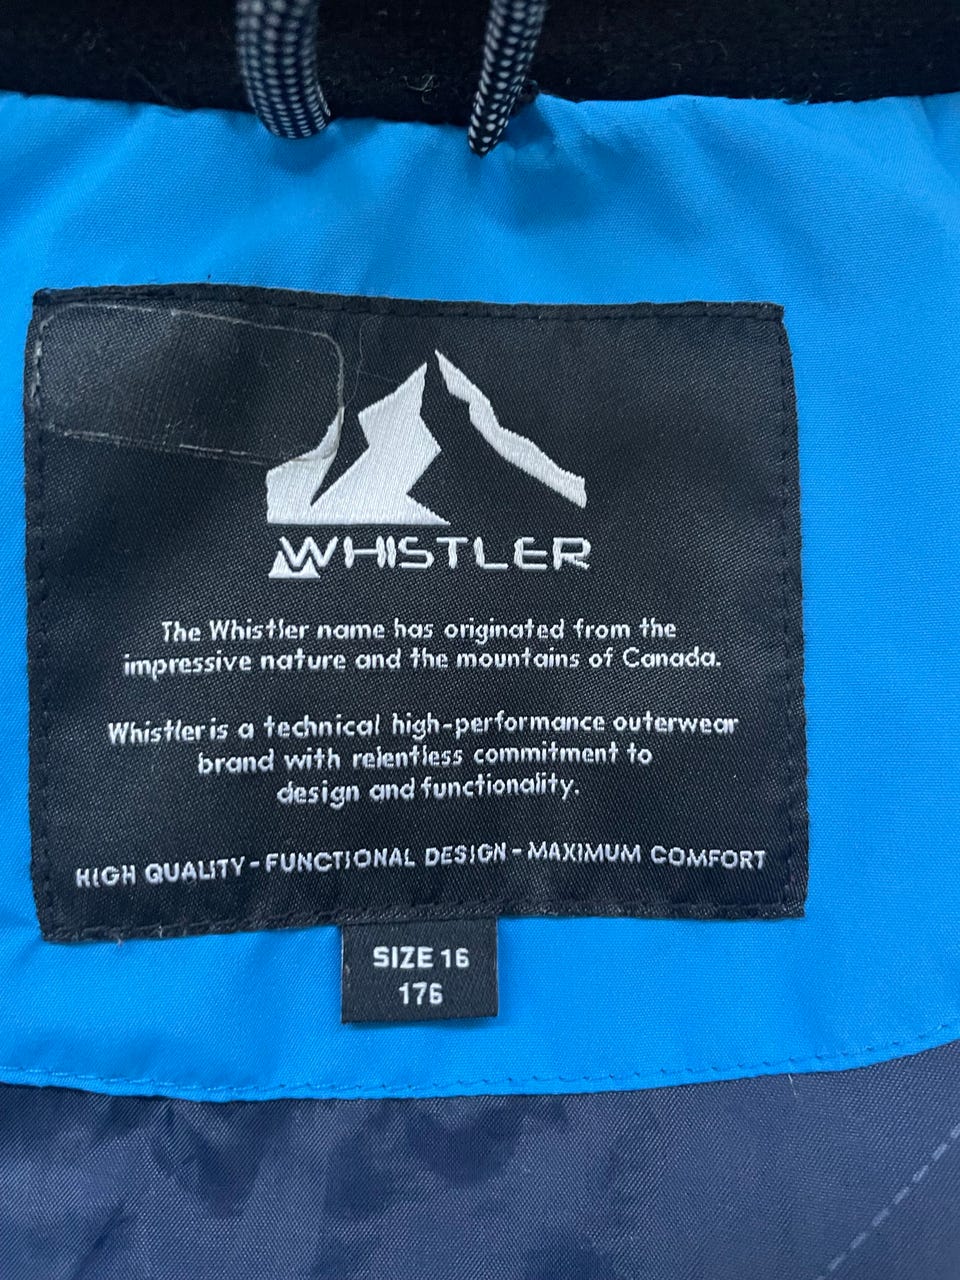 WHISTLER
The Whistler name has originated from the
impressive nature and the mountains of Canada.
Whistler is a technical high-performance outerwear
brand with relentless commitment to
design and functionality.
HIGH QUALITY - FUNCTIONAL DESIGN - MAXIMUM COMFORT
SIZE 16
176